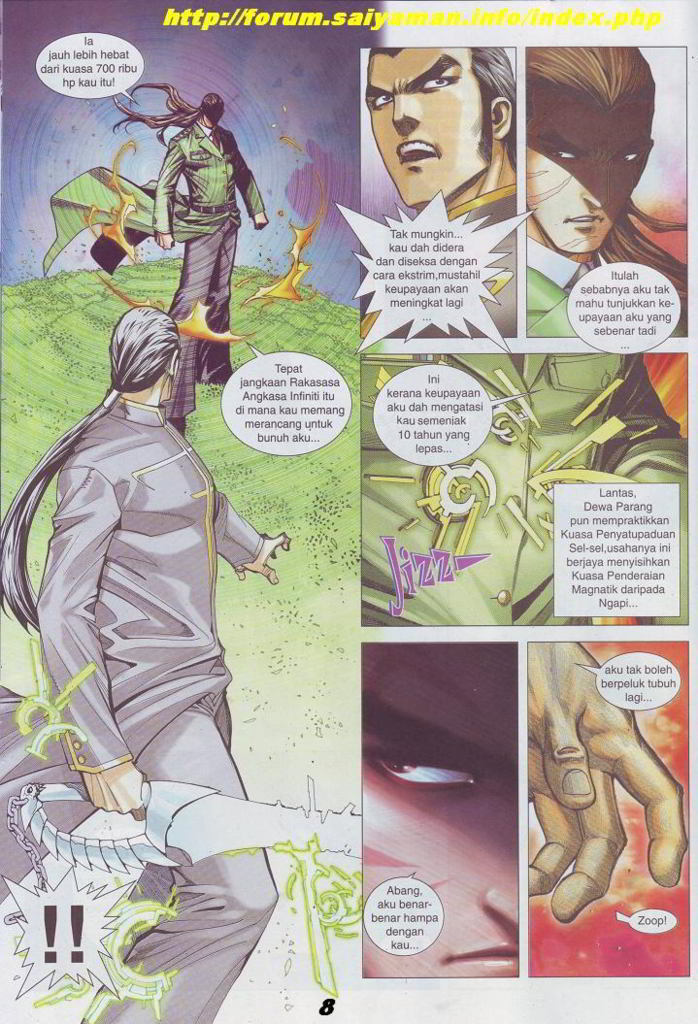 http://forum.saiyaman.info/index.php
Ia
jauh lebih hebat
dari kuasa 700 ribu
hp kau itu!
Tepat
jangkaan Rakasasa
Angkasa Infiniti itu
di mana kau memang
merancang untuk
bunuh aku...
!!
Tak mungkin...
kau dah didera
dan diseksa dengan
cara ekstrim,mustahil
keupayaan akan
meningkat lagi
...
Itulah
sebabnya aku tak
mahu tunjukkan ke-
upayaan aku yang
sebenar tadi
...
Ini
kerana keupayaan
aku dah mengatasi
kau semenjak
10 tahun yang
lepas...
Lantas,
Dewa Parang
pun mempraktikkan
Kuasa Penyatupaduan
Sel-sel,usahanya ini
berjaya menyisihkan
Kuasa Penderaian
Magnatik daripada
Ngapi...
Jizz
Abang,
aku benar-
benar hampa
dengan
kau...
aku tak boleh
berpeluk tubuh
lagi...
Zoop!
8